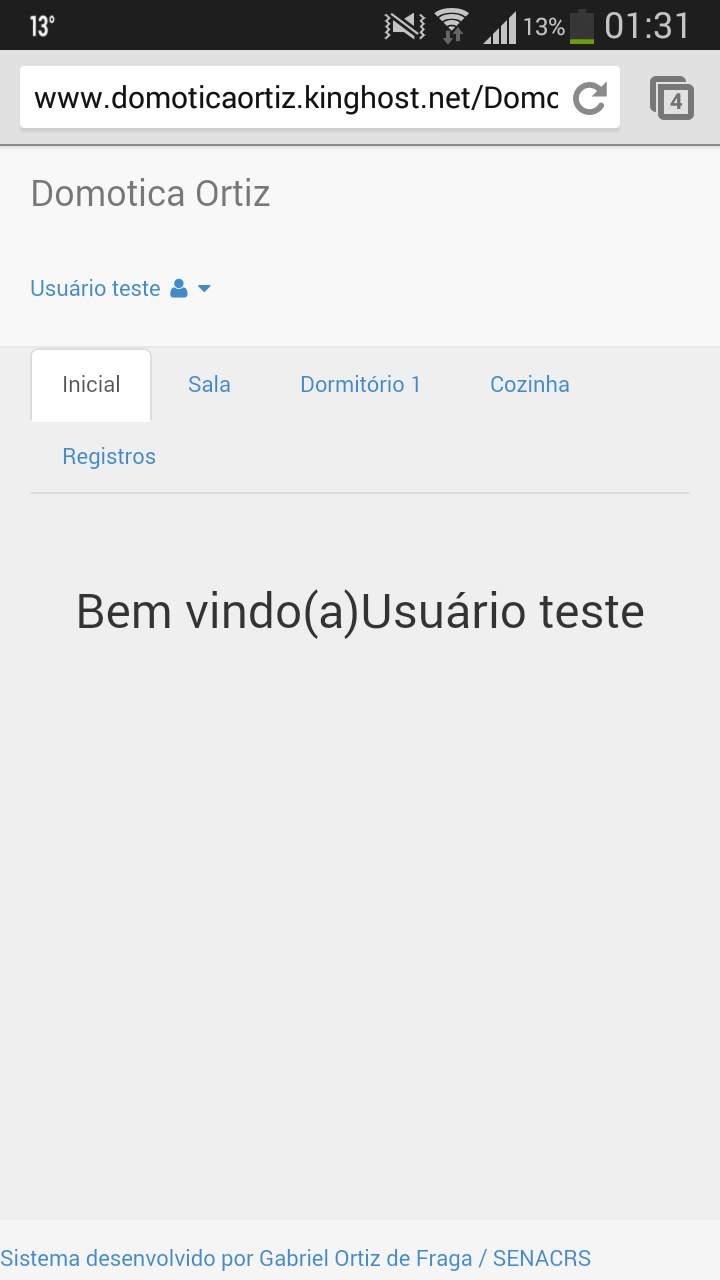 13°
13% 01:31
www.domoticaortiz.kinghost.net/Domo
4
Domotica Ortiz
Usuário teste
Inicial Sala Dormitório 1 Cozinha
Registros
Bem vindo(a)Usuário teste
Sistema desenvolvido por Gabriel Ortiz de Fraga / SENACRS